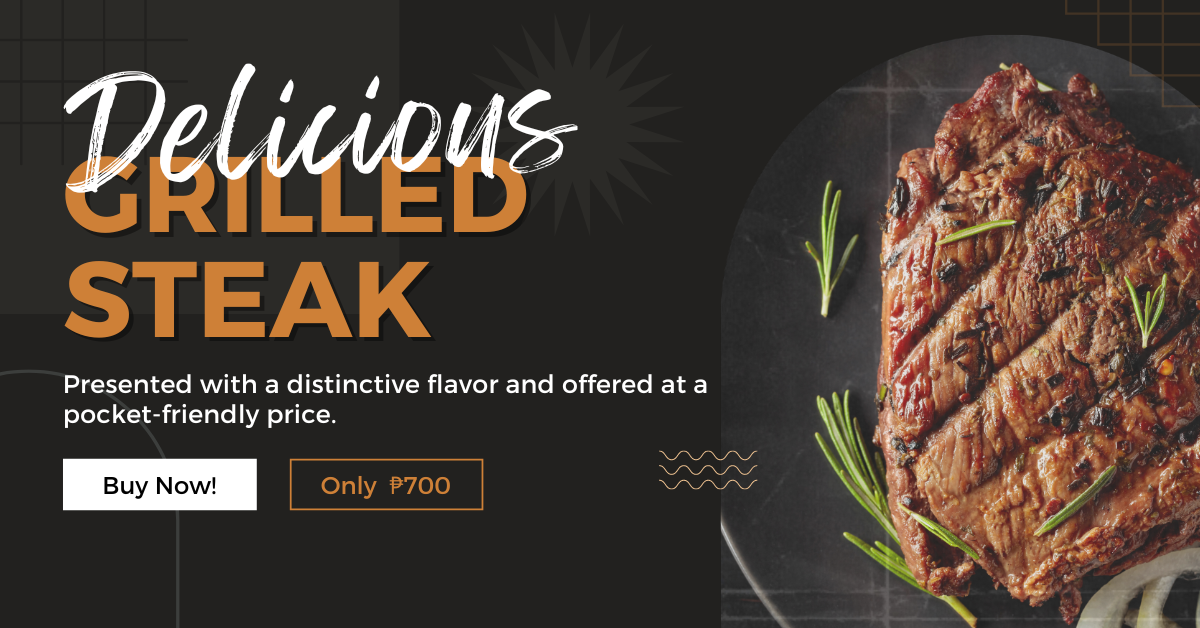 Delicious
GRILLED
STEAK
Presented with a distinctive flavor and offered at a
pocket-friendly price.
Buy Now!
Only ₱700